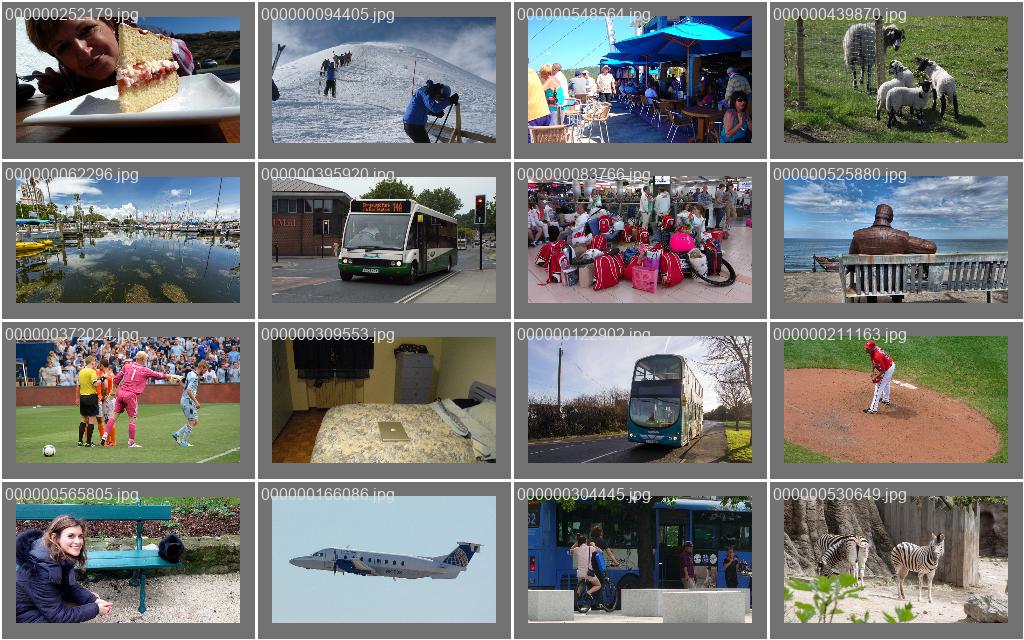 000000252179.jpg
000000094405.jpg
000000548564.jpg
000000439870.jpg
000000062296.jpg
000000395920.jpg
000000083766.jpg
000000525880.jpg
000000372024.jpg
000000309553.jpg
000000122902.jpg
000000211163.jpg
000000565805.jpg
000000166086.jpg
000000304445.jpg
000000530649.jpg